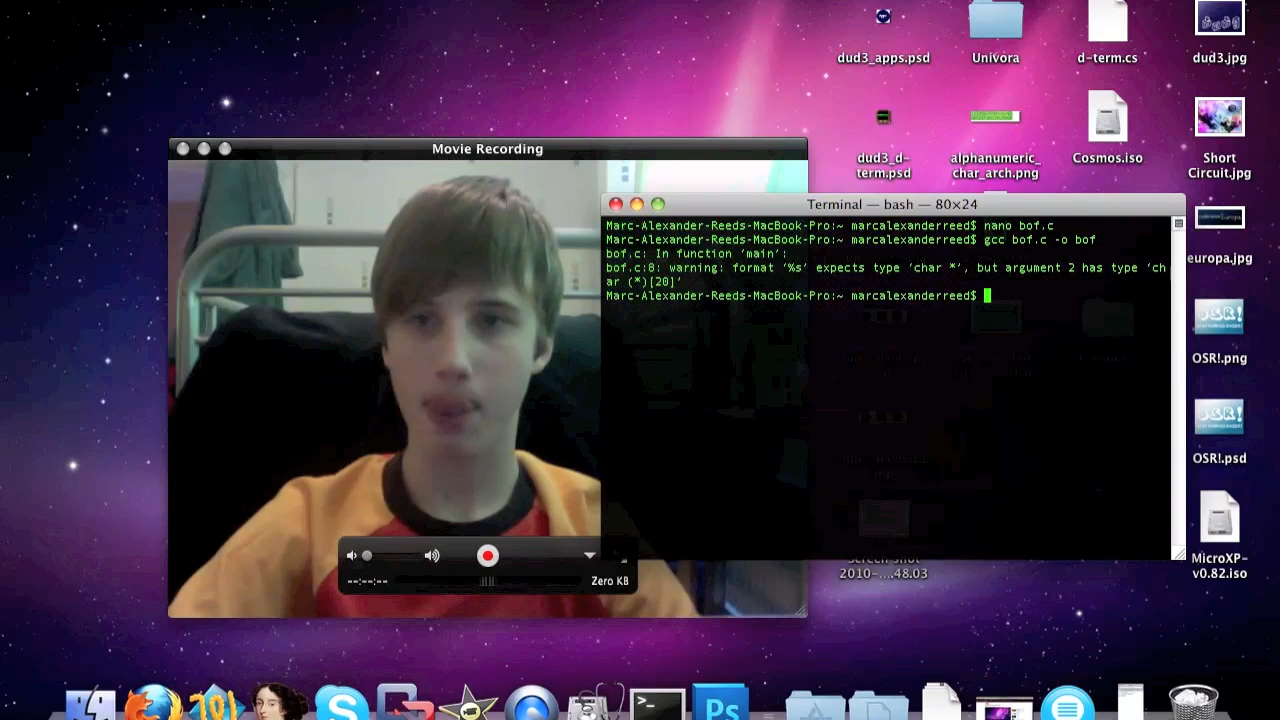 dud3_apps.psd
Univora
d-term.cs
dud3.jpg
dud3_d-
term.psd
alphanumeric_
char_arch.png
Cosmos.iso
Short
Circuit.jpg
Movie Recording
Terminal — bash — 80×24
Marc-Alexander-Reeds-MacBook-Pro:~ marcalexanderreed$ nano bof.c
Marc-Alexander-Reeds-MacBook-Pro:~ marcalexanderreed$ gcc bof.c -o bof
bof.c: In function ‘main’:
bof.c:8: warning: format ‘%s’ expects type ‘char *’, but argument 2 has type ‘ch
ar (*)[20]’
Marc-Alexander-Reeds-MacBook-Pro:~ marcalexanderreed$
europa.jpg
OSR!
OSR!.png
OSR!
OSR!.psd
MicroXP-
v0.82.iso
Screen Shot
2010-....48.03
--:--:--
Zero KB
Ps